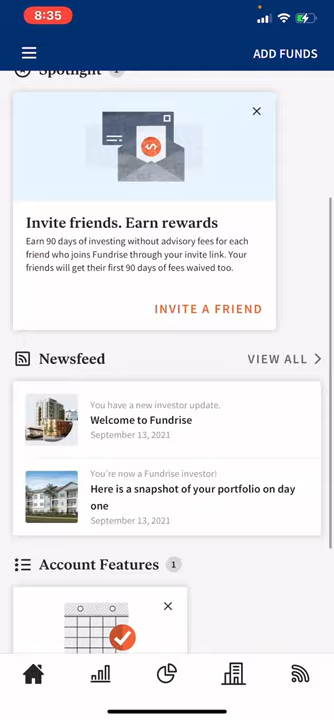 8:35
ADD FUNDS
Spotlight 1
Invite friends. Earn rewards
Earn 90 days of investing without advisory fees for each
friend who joins Fundrise through your invite link. Your
friends will get their first 90 days of fees waived too.
INVITE A FRIEND
Newsfeed
VIEW ALL
You have a new investor update.
Welcome to Fundrise
September 13, 2021
You're now a Fundrise investor!
Here is a snapshot of your portfolio on day
one
September 13, 2021
Account Features 1